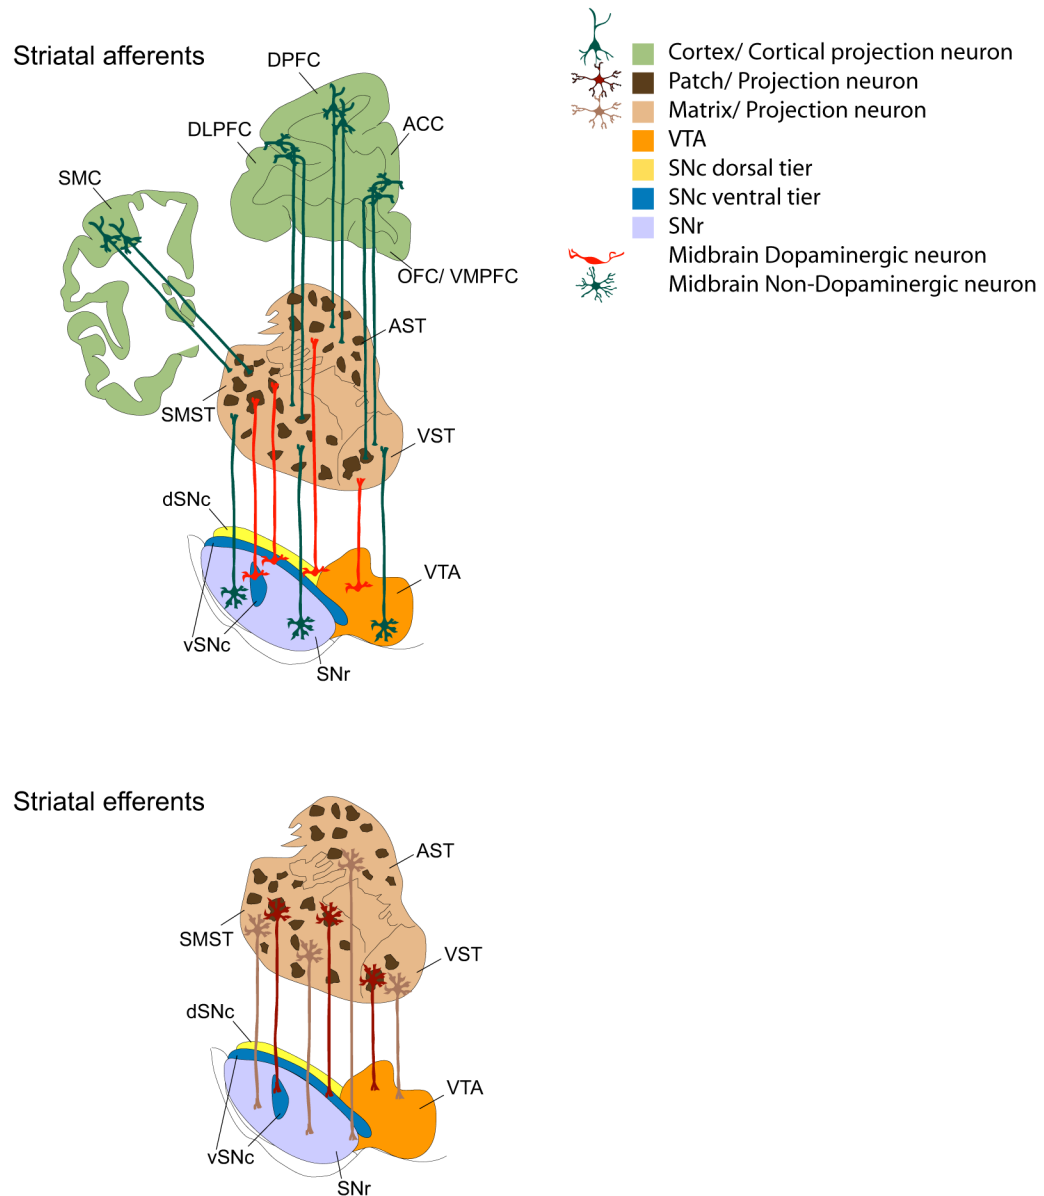 Striatal afferents
DPFC
DLPFC
ACC
SMC
OFC/ VMPFC
AST
SMST
VST
dSNc
VTA
vSNc
SNr
Cortex/ Cortical projection neuron
Patch/ Projection neuron
Matrix/ Projection neuron
VTA
SNc dorsal tier
SNc ventral tier
SNr
Midbrain Dopaminergic neuron
Midbrain Non-Dopaminergic neuron
Striatal efferents
AST
SMST
VST
dSNc
VTA
vSNc
SNr